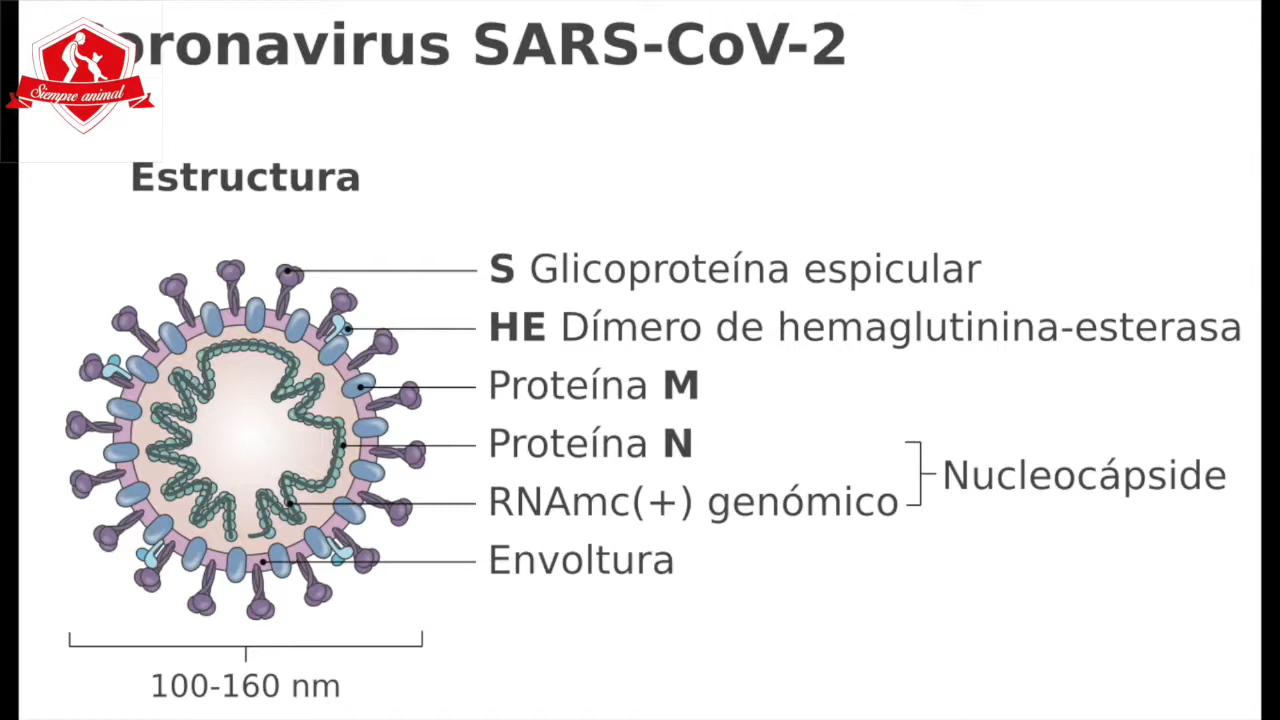 oronavirus SARS-CoV-2
Siempre animal
Estructura
S Glicoproteína espicular
HE Dímero de hemaglutinina-esterasa
Proteína M
Proteína N
RNAmc(+) genómico
Nucleocápside
Envoltura
100-160 nm